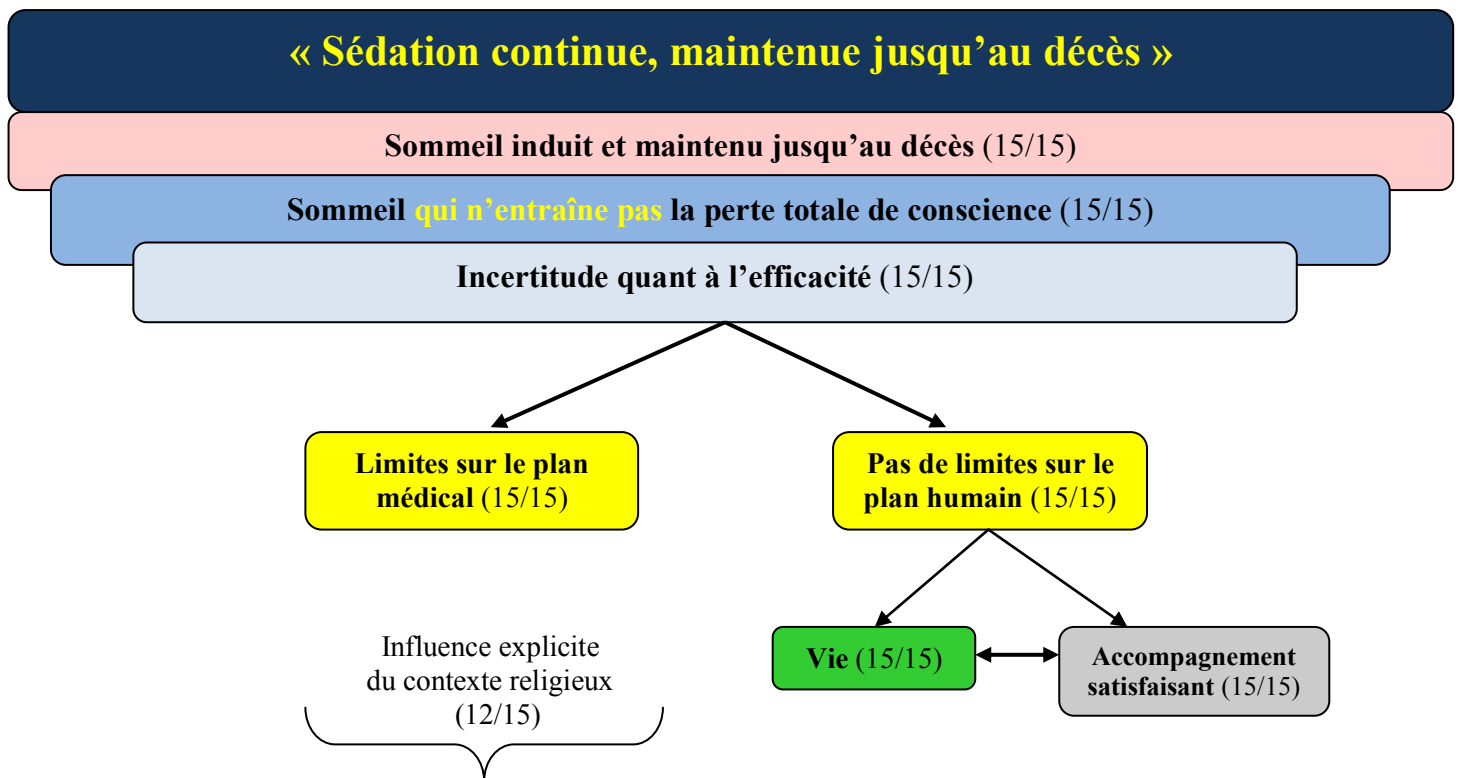 « Sédation continue, maintenue jusqu’au décès »
Sommeil induit et maintenu jusqu’au décès (15/15)
Sommeil qui n’entraîne pas la perte totale de conscience (15/15)
Incertitude quant à l’efficacité (15/15)
Limites sur le plan
médical (15/15)
Pas de limites sur le
plan humain (15/15)
Influence explicite
du contexte religieux
(12/15)
Vie (15/15)
Accompagnement
satisfaisant (15/15)